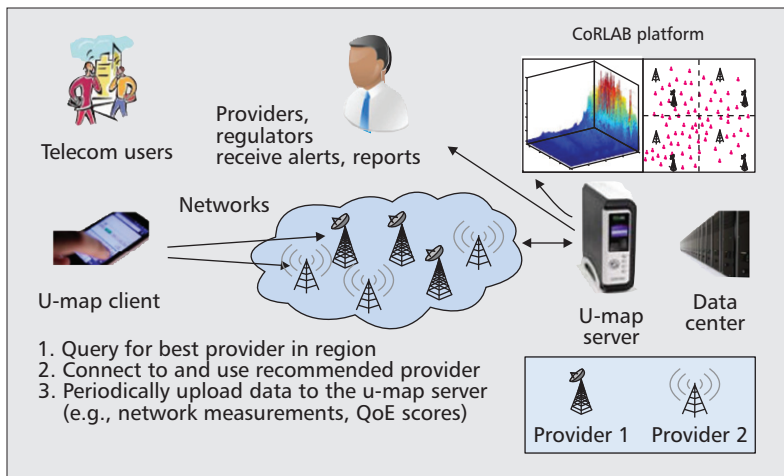 CoRLAB platform
Telecom users
Providers,
regulators
receive alerts, reports
Networks
U-map client
U-map
server
Data
center
1. Query for best provider in region
2. Connect to and use recommended provider
3. Periodically upload data to the u-map server
(e.g., network measurements, QoE scores)
Provider 1
Provider 2